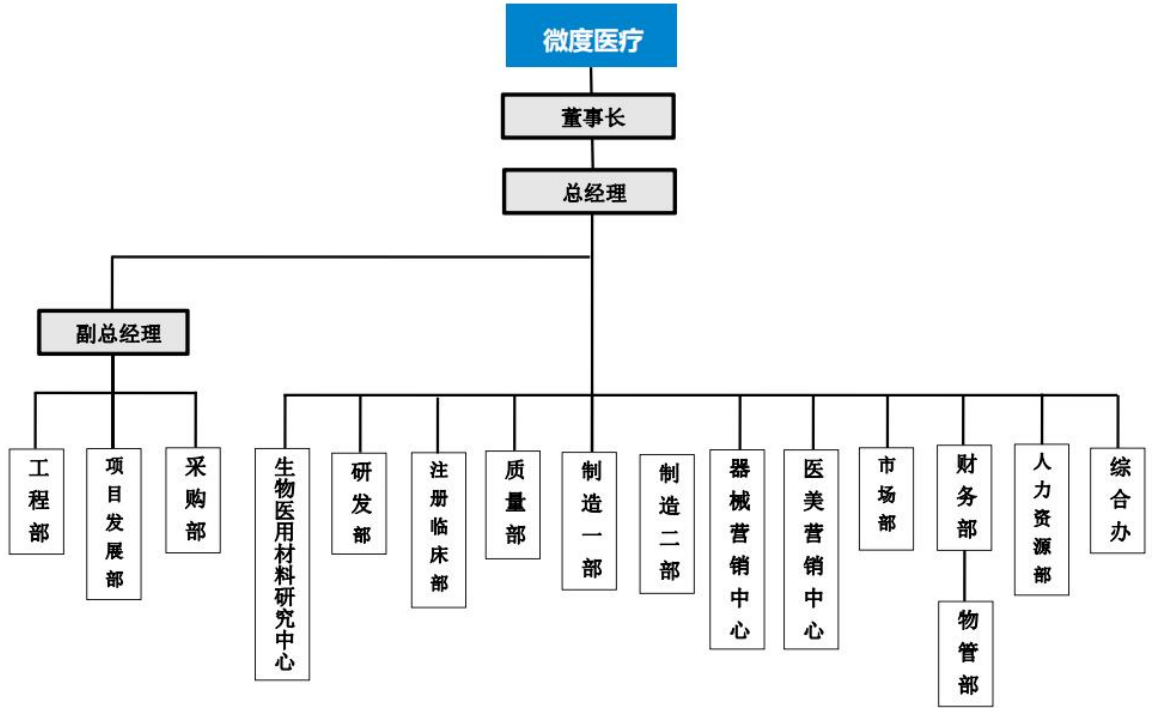 微度医疗
董事长
总经理
副总经理
工程部
项目发展部
采购部
生物医用材料研究中心
研发部
注册临床部
质量部
制造一部
制造二部
器械营销中心
医美营销中心
市场部
财务部
人力资源部
综合办
物管部